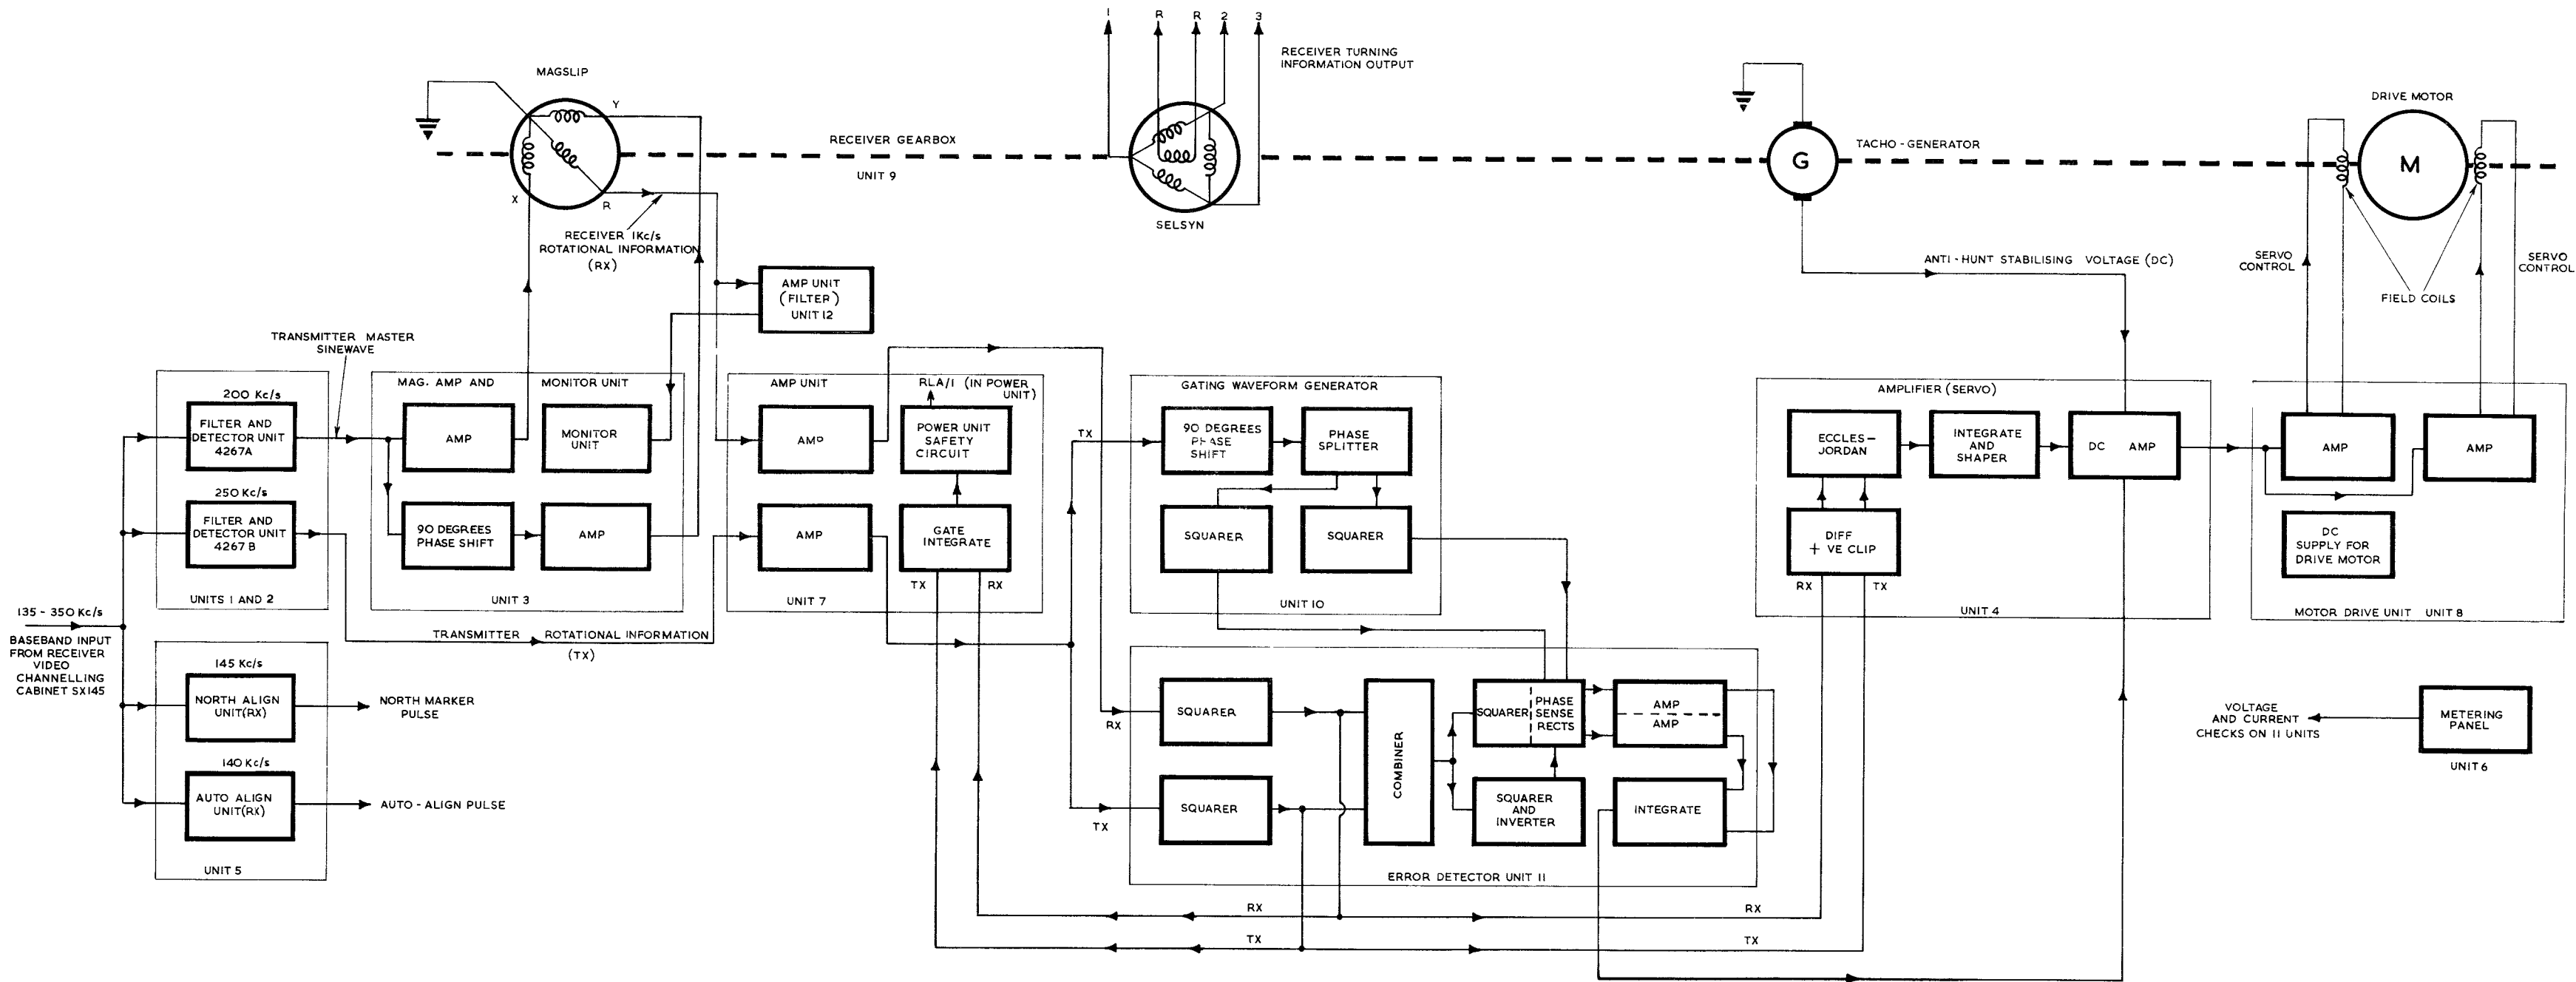 1
R
R
2
3
RECEIVER TURNING
INFORMATION OUTPUT
MAGSLIP
Y
X
R
RECEIVER GEARBOX
UNIT 9
SELSYN
G
TACHO-GENERATOR
DRIVE MOTOR
M
RECEIVER 1Kc/s
ROTATIONAL INFORMATION
(RX)
AMP UNIT
(FILTER)
UNIT 12
ANTI-HUNT STABILISING VOLTAGE (DC)
SERVO
CONTROL
SERVO
CONTROL
FIELD COILS
TRANSMITTER MASTER
SINEWAVE
200 Kc/s
FILTER AND
DETECTOR UNIT
4267A
250 Kc/s
FILTER AND
DETECTOR UNIT
4267B
UNITS 1 AND 2
MAG. AMP AND MONITOR UNIT
AMP
MONITOR
UNIT
90 DEGREES
PHASE SHIFT
AMP
UNIT 3
AMP UNIT
RLA/1 (IN POWER
UNIT)
AMP
POWER UNIT
SAFETY
CIRCUIT
AMP
GATE
INTEGRATE
TX
RX
UNIT 7
GATING WAVEFORM GENERATOR
TX
90 DEGREES
PHASE
SHIFT
PHASE
SPLITTER
SQUARER
SQUARER
UNIT 10
AMPLIFIER (SERVO)
ECCLES-
JORDAN
INTEGRATE
AND
SHAPER
DC AMP
DIFF
+ VE CLIP
RX
TX
UNIT 4
AMP
AMP
DC
SUPPLY FOR
DRIVE MOTOR
MOTOR DRIVE UNIT UNIT 8
135-350 Kc/s
BASEBAND INPUT
FROM RECEIVER
VIDEO
CHANNELLING
CABINET SX145
TRANSMITTER ROTATIONAL INFORMATION
(TX)
145 Kc/s
NORTH ALIGN
UNIT(RX)
NORTH MARKER
PULSE
140 Kc/s
AUTO ALIGN
UNIT(RX)
AUTO-ALIGN PULSE
UNIT 5
RX
SQUARER
TX
SQUARER
COMBINER
SQUARER
PHASE
SENSE
RECTS
AMP
AMP
SQUARER
AND
INVERTER
INTEGRATE
ERROR DETECTOR UNIT 11
VOLTAGE
AND CURRENT
CHECKS ON 11 UNITS
METERING
PANEL
UNIT 6
RX
RX
TX
TX